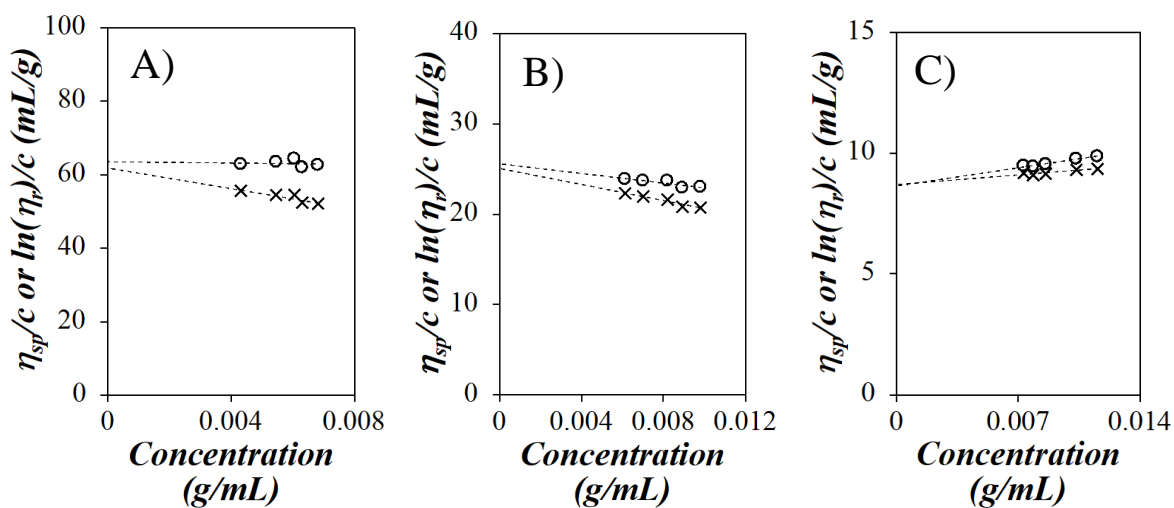 A)
100
80
60
40
20
0
0 0.004 0.008
Concentration
(g/mL)
ηsp/c or ln(ηr)/c (mL/g)
B)
40
30
20
10
0
0 0.004 0.008 0.012
Concentration
(g/mL)
ηsp/c or ln(ηr)/c (mL/g)
C)
15
10
5
0
0 0.007 0.014
Concentration
(g/mL)
ηsp/c or ln(ηr)/c (mL/g)